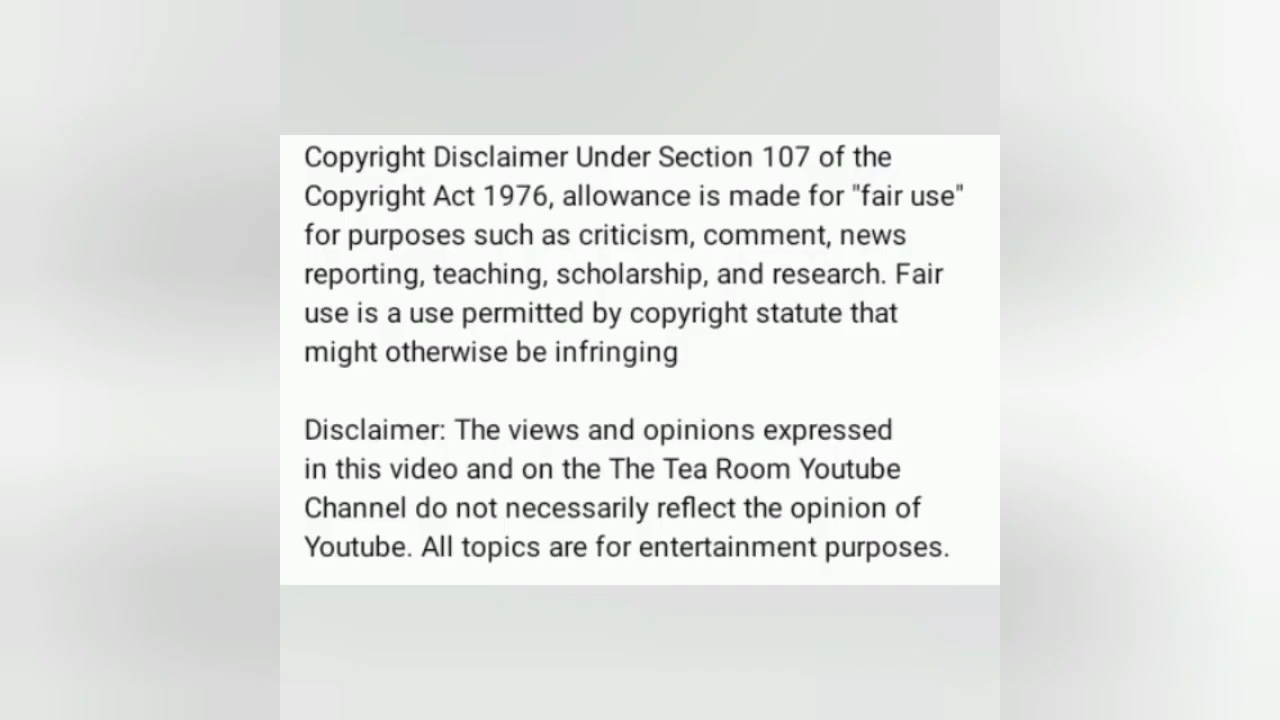 Copyright Disclaimer Under Section 107 of the
Copyright Act 1976, allowance is made for "fair use"
for purposes such as criticism, comment, news
reporting, teaching, scholarship, and research. Fair
use is a use permitted by copyright statute that
might otherwise be infringing
Disclaimer: The views and opinions expressed
in this video and on the The Tea Room Youtube
Channel do not necessarily reflect the opinion of
Youtube. All topics are for entertainment purposes.